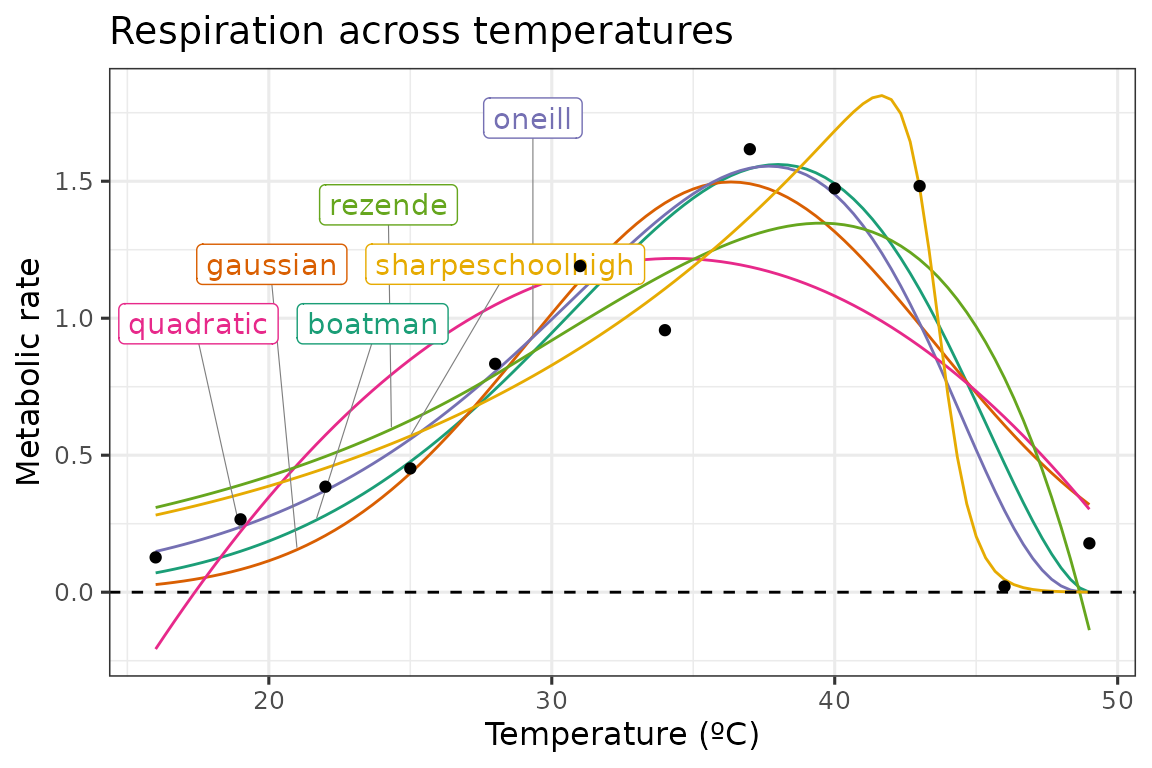 Respiration across temperatures
oneill
rezende
gaussian
sharpeschoolhigh
quadratic
boatman
Metabolic rate
1.5
1.0
0.5
0.0
20
30
40
50
Temperature (ºC)